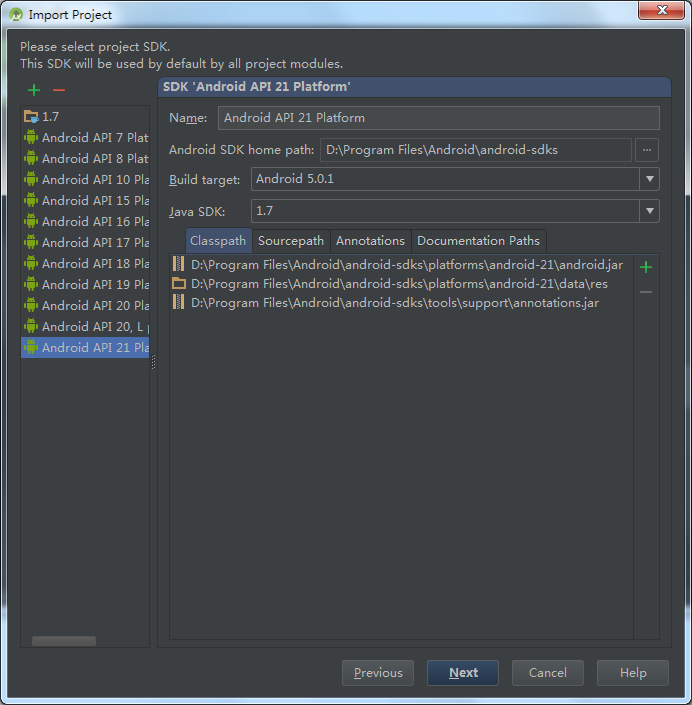 Import Project
Please select project SDK.
This SDK will be used by default by all project modules.
1.7
Android API 7 Plat
Android API 8 Plat
Android API 10 Pla
Android API 15 Pla
Android API 16 Pla
Android API 17 Pla
Android API 18 Pla
Android API 19 Pla
Android API 20 Pla
Android API 20, L p
Android API 21 Pla
SDK 'Android API 21 Platform'
Name: Android API 21 Platform
Android SDK home path: D:\Program Files\Android\android-sdks ...
Build target: Android 5.0.1
Java SDK: 1.7
Classpath Sourcepath Annotations Documentation Paths
D:\Program Files\Android\android-sdks\platforms\android-21\android.jar
D:\Program Files\Android\android-sdks\platforms\android-21\data\res
D:\Program Files\Android\android-sdks\tools\support\annotations.jar
Previous Next Cancel Help